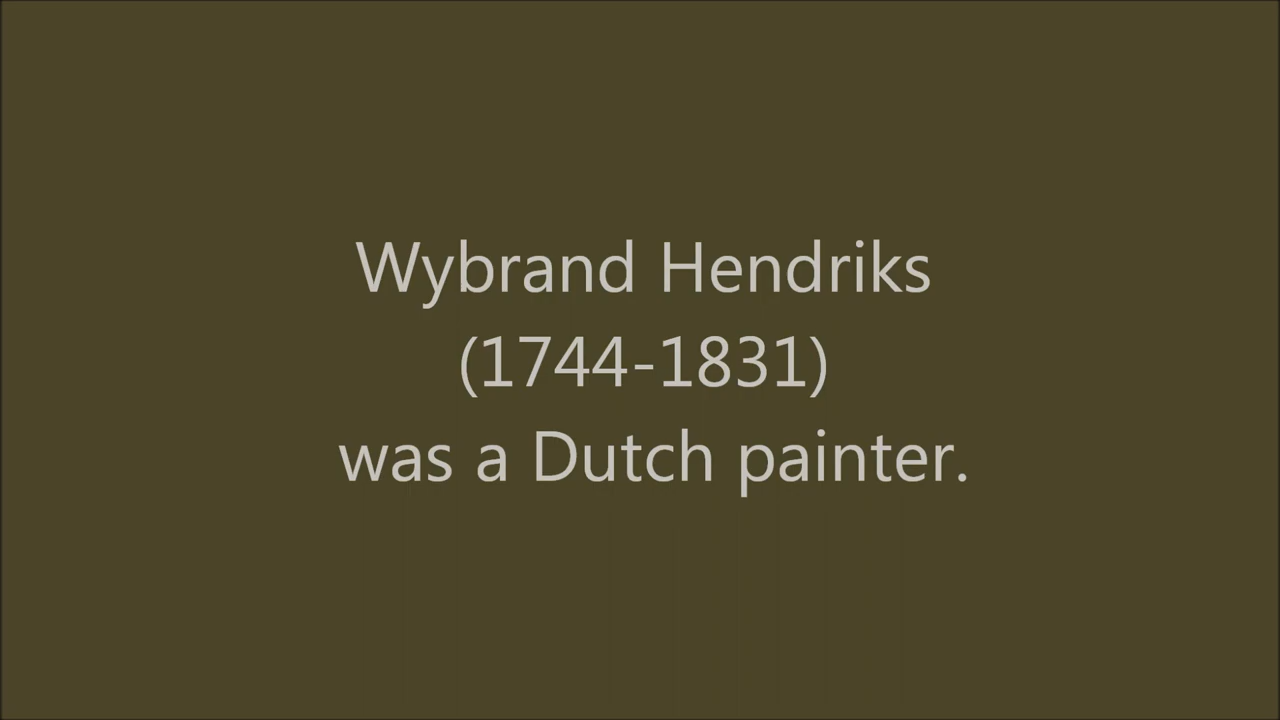 Wybrand Hendriks
(1744-1831)
was a Dutch painter.